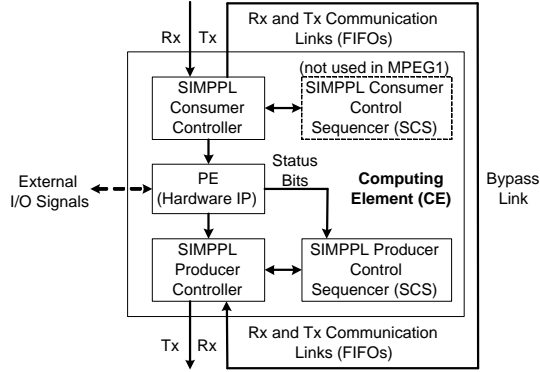 Rx and Tx Communication
Links (FIFOs)
Rx
Tx
(not used in MPEG1)
SIMPPL
Consumer
Controller
SIMPPL Consumer
Control
Sequencer (SCS)
Status
Bits
External
I/O Signals
PE
(Hardware IP)
Computing
Element (CE)
Bypass
Link
SIMPPL
Producer
Controller
SIMPPL Producer
Control
Sequencer (SCS)
Tx
Rx
Rx and Tx Communication
Links (FIFOs)